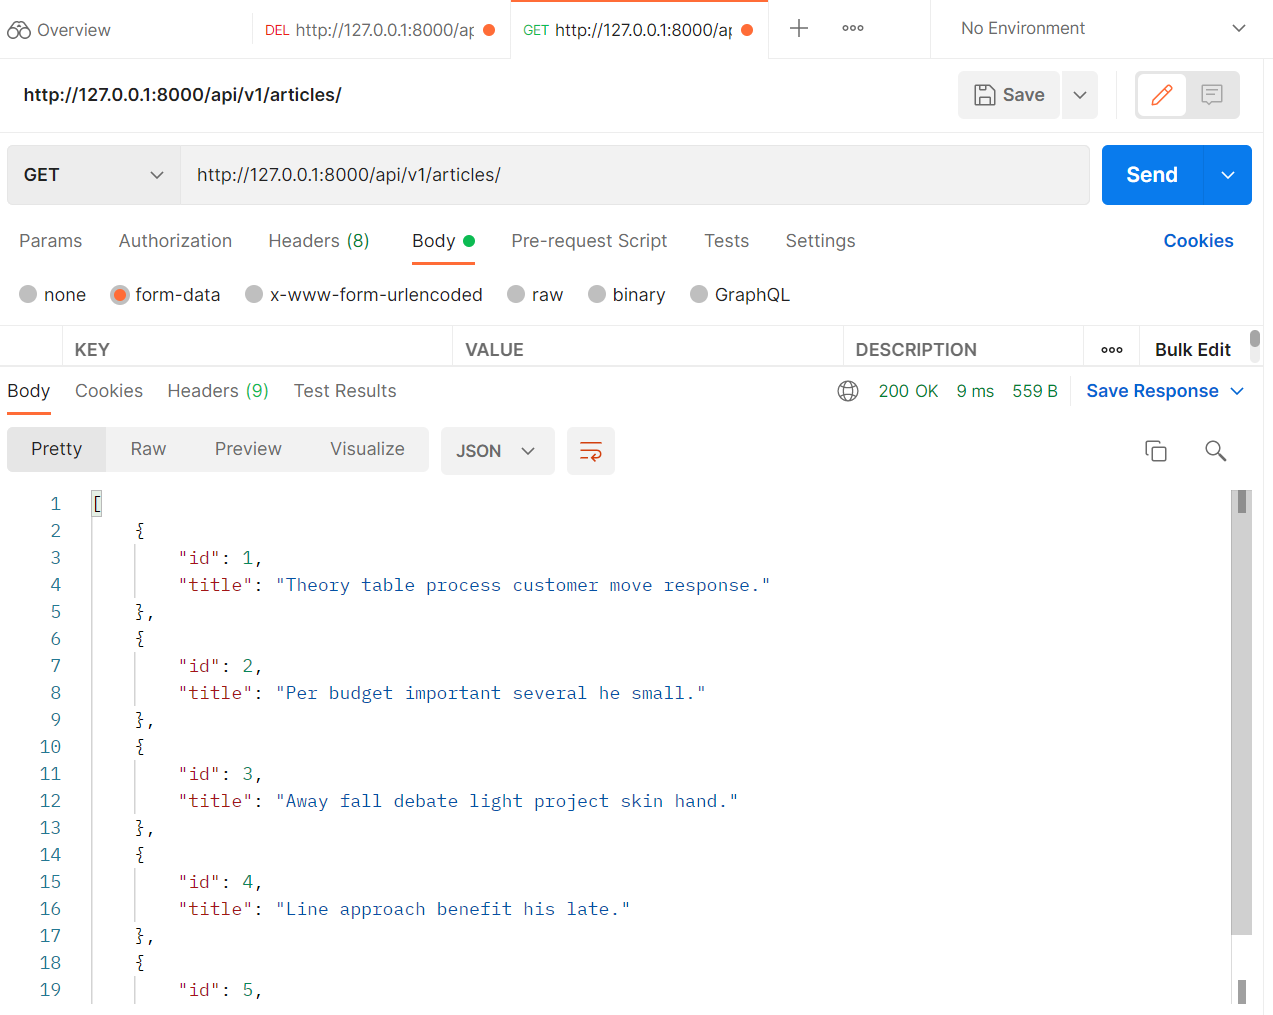 Overview DEL http://127.0.0.1:8000/ap GET http://127.0.0.1:8000/ap No Environment
http://127.0.0.1:8000/api/v1/articles/ Save
GET http://127.0.0.1:8000/api/v1/articles/ Send
Params Authorization Headers (8) Body Pre-request Script Tests Settings Cookies
none form-data x-www-form-urlencoded raw binary GraphQL
KEY VALUE DESCRIPTION Bulk Edit
Body Cookies Headers (9) Test Results 200 OK 9 ms 559 B Save Response
Pretty Raw Preview Visualize JSON
1 [
2 {
3 "id": 1,
4 "title": "Theory table process customer move response."
5 },
6 {
7 "id": 2,
8 "title": "Per budget important several he small."
9 },
10 {
11 "id": 3,
12 "title": "Away fall debate light project skin hand."
13 },
14 {
15 "id": 4,
16 "title": "Line approach benefit his late."
17 },
18 {
19 "id": 5,